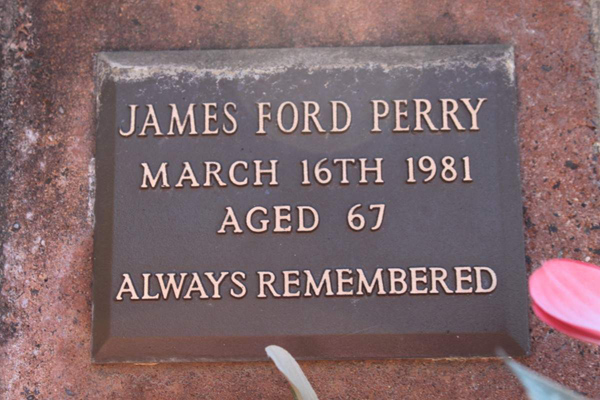 JAMES FORD PERRY
MARCH 16TH 1981
AGED 67
ALWAYS REMEMBERED